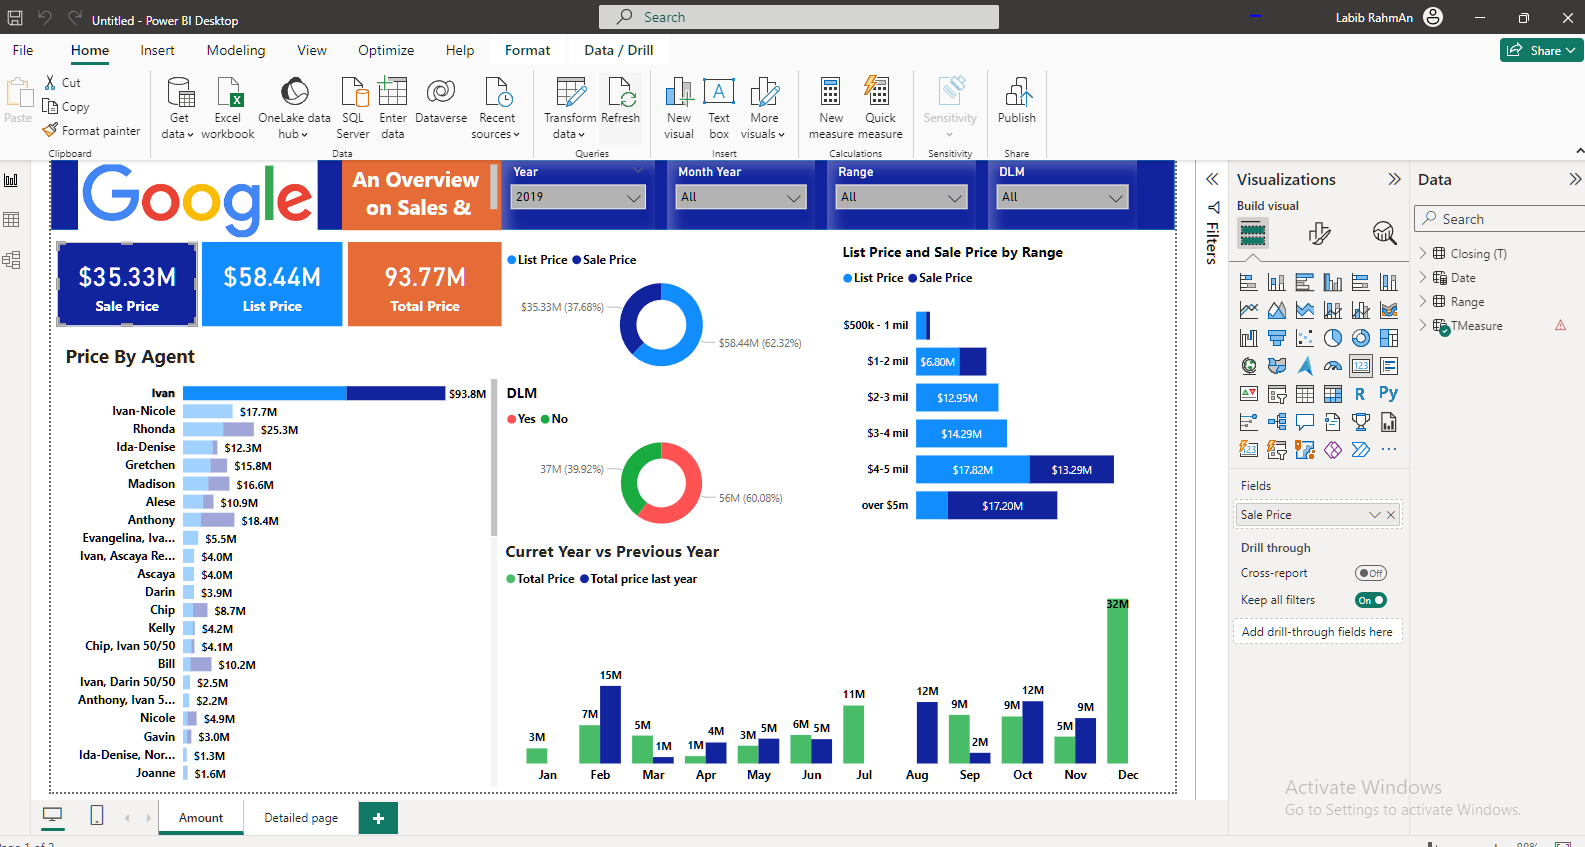 Untitled - Power BI Desktop
Search
Labib RahmAn
File
Home
Insert
Modeling
View
Optimize
Help
Format
Data / Drill
Share
Paste
Cut
Copy
Format painter
Clipboard
Get data
Excel workbook
OneLake data hub
SQL Server
Enter data
Dataverse
Recent sources
Data
Transform data
Refresh
Queries
New visual
Text box
More visuals
Insert
New measure
Quick measure
Calculations
Sensitivity
Sensitivity
Publish
Share
Google
An Overview
on Sales &
Year
2019
Month Year
All
Range
All
DLM
All
$35.33M
Sale Price
$58.44M
List Price
93.77M
Total Price
Price By Agent
Ivan $93.8M
Ivan-Nicole $17.7M
Rhonda $25.3M
Ida-Denise $12.3M
Gretchen $15.8M
Madison $16.6M
Alese $10.9M
Anthony $18.4M
Evangelina, Iva... $5.5M
Ivan, Ascaya Re... $4.0M
Ascaya $4.0M
Darin $3.9M
Chip $8.7M
Kelly $4.2M
Chip, Ivan 50/50 $4.1M
Bill $10.2M
Ivan, Darin 50/50 $2.5M
Anthony, Ivan 5... $2.2M
Nicole $4.9M
Gavin $3.0M
Ida-Denise, Nor... $1.3M
Joanne $1.6M
List Price Sale Price
$35.33M (37.68%)
$58.44M (62.32%)
DLM
Yes No
37M (39.92%)
56M (60.08%)
List Price and Sale Price by Range
List Price Sale Price
$500k - 1 mil
$1-2 mil $6.80M
$2-3 mil $12.95M
$3-4 mil $14.29M
$4-5 mil $17.82M $13.29M
over $5m $17.20M
Curret Year vs Previous Year
Total Price Total price last year
3M 7M 15M 5M 1M 1M 4M 3M 5M 6M 5M 11M 12M 9M 2M 9M 12M 5M 9M 32M
Jan Feb Mar Apr May Jun Jul Aug Sep Oct Nov Dec
Filters
Visualizations
Build visual
123
R
Py
123
Fields
Sale Price
Drill through
Cross-report
Off
Keep all filters
On
Add drill-through fields here
Data
Search
Closing (T)
Date
Range
TMeasure
Activate Windows
Go to Settings to activate Windows.
Amount
Detailed page
+